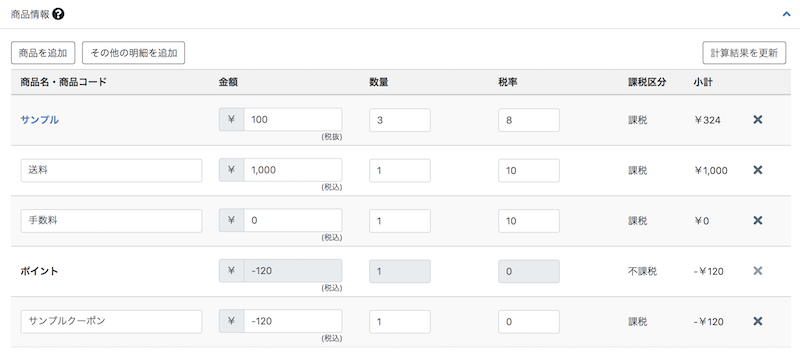 商品情報 ?
商品を追加 その他の明細を追加 計算結果を更新
商品名・商品コード 金額 数量 税率 課税区分 小計
サンプル ¥ 100 3 8 課税 ¥324
(税抜)
送料 ¥ 1,000 1 10 課税 ¥1,000
(税込)
手数料 ¥ 0 1 10 課税 ¥0
(税込)
ポイント ¥ -120 1 0 不課税 -¥120
(税込)
サンプルクーポン ¥ -120 1 0 課税 -¥120
(税込)